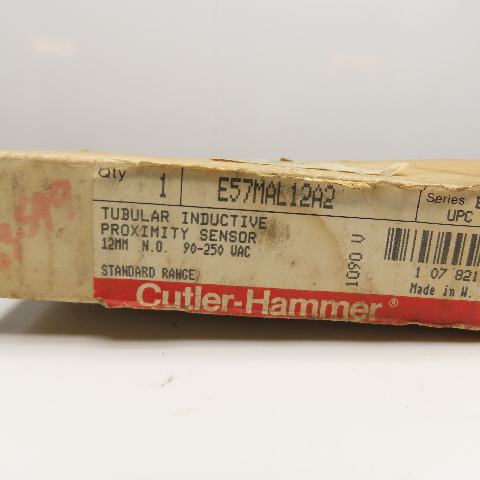 Qty 1 E57MAL12A2 Series
UPC
TUBULAR INDUCTIVE
PROXIMITY SENSOR
12MM N.O. 90-250 VAC
STANDARD RANGE
1090 V
1 07 821
Made in W.
Cutler-Hammer®